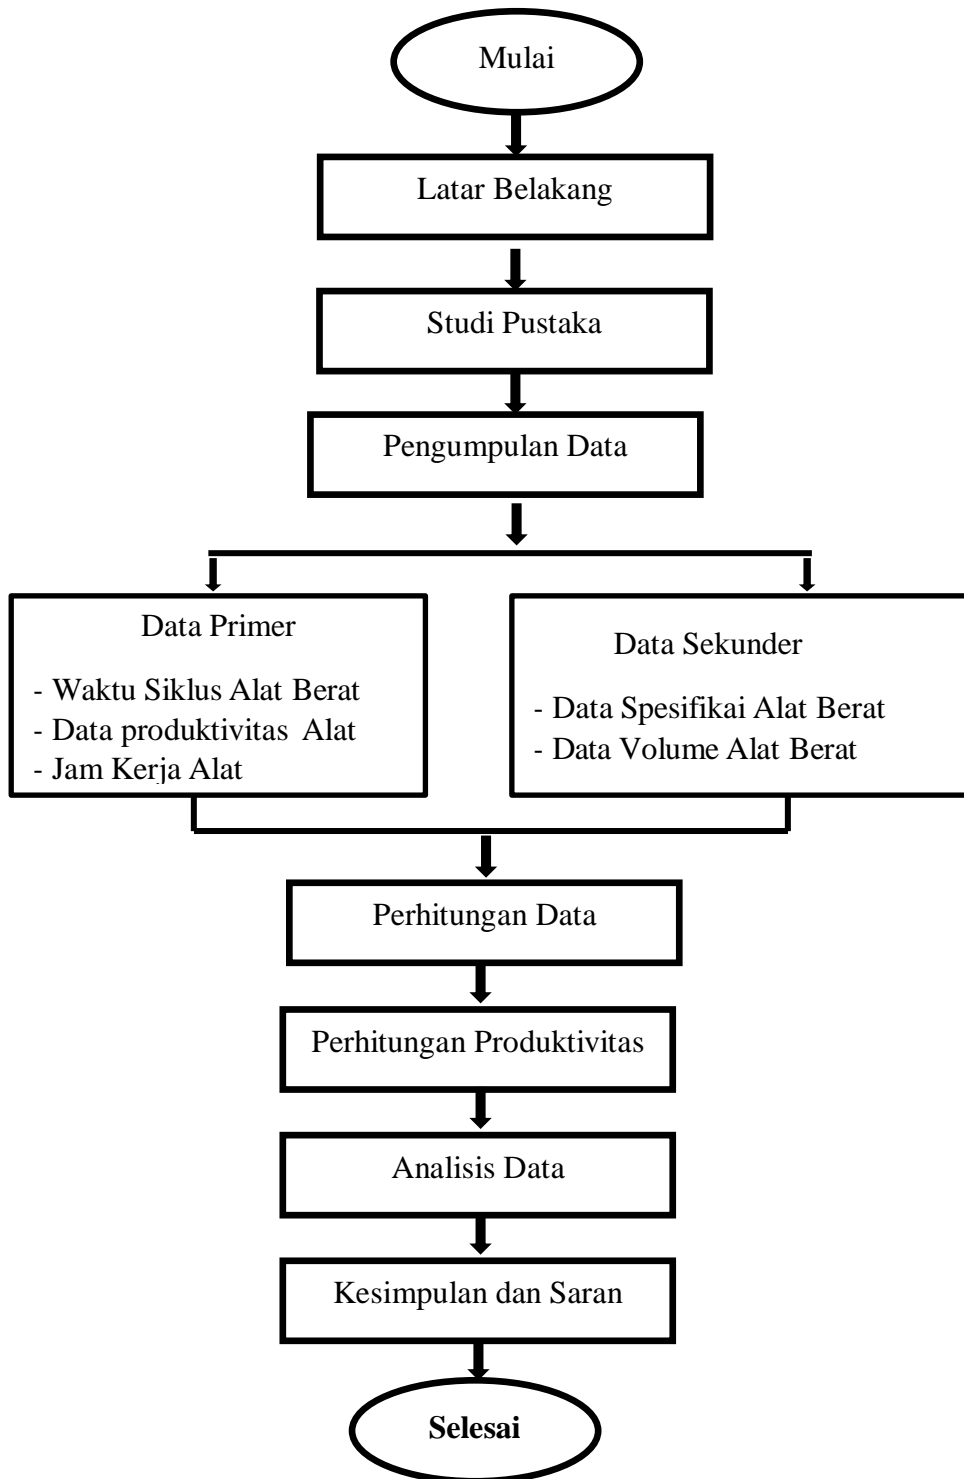 Mulai
Latar Belakang
Studi Pustaka
Pengumpulan Data
Data Primer
- Waktu Siklus Alat Berat
- Data produktivitas Alat
- Jam Kerja Alat
Data Sekunder
- Data Spesifikai Alat Berat
- Data Volume Alat Berat
Perhitungan Data
Perhitungan Produktivitas
Analisis Data
Kesimpulan dan Saran
Selesai